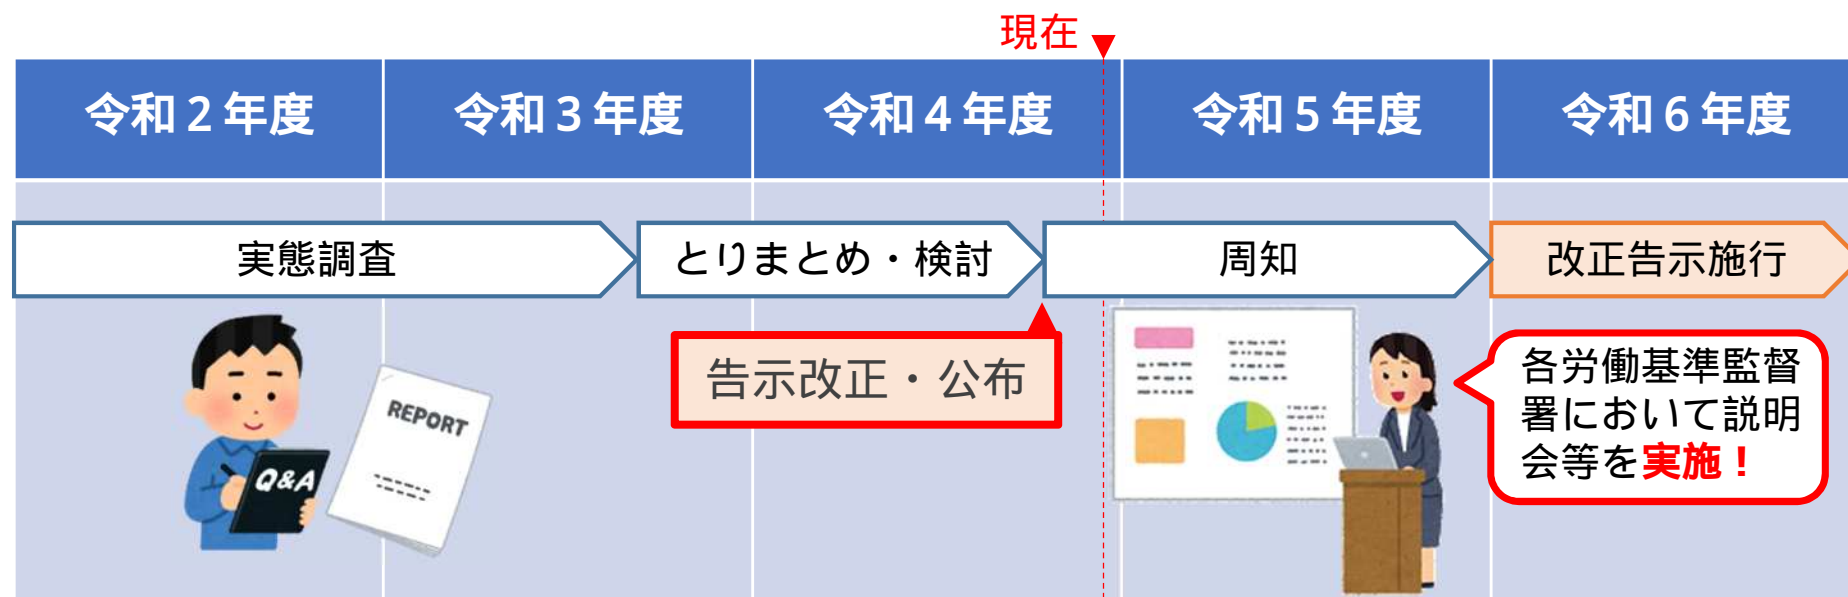 現在
令和２年度
令和３年度
令和４年度
令和５年度
令和６年度
実態調査
とりまとめ・検討
周知
改正告示施行
告示改正・公布
REPORT
Q&A
各労働基準監督
署において説明
会等を実施！